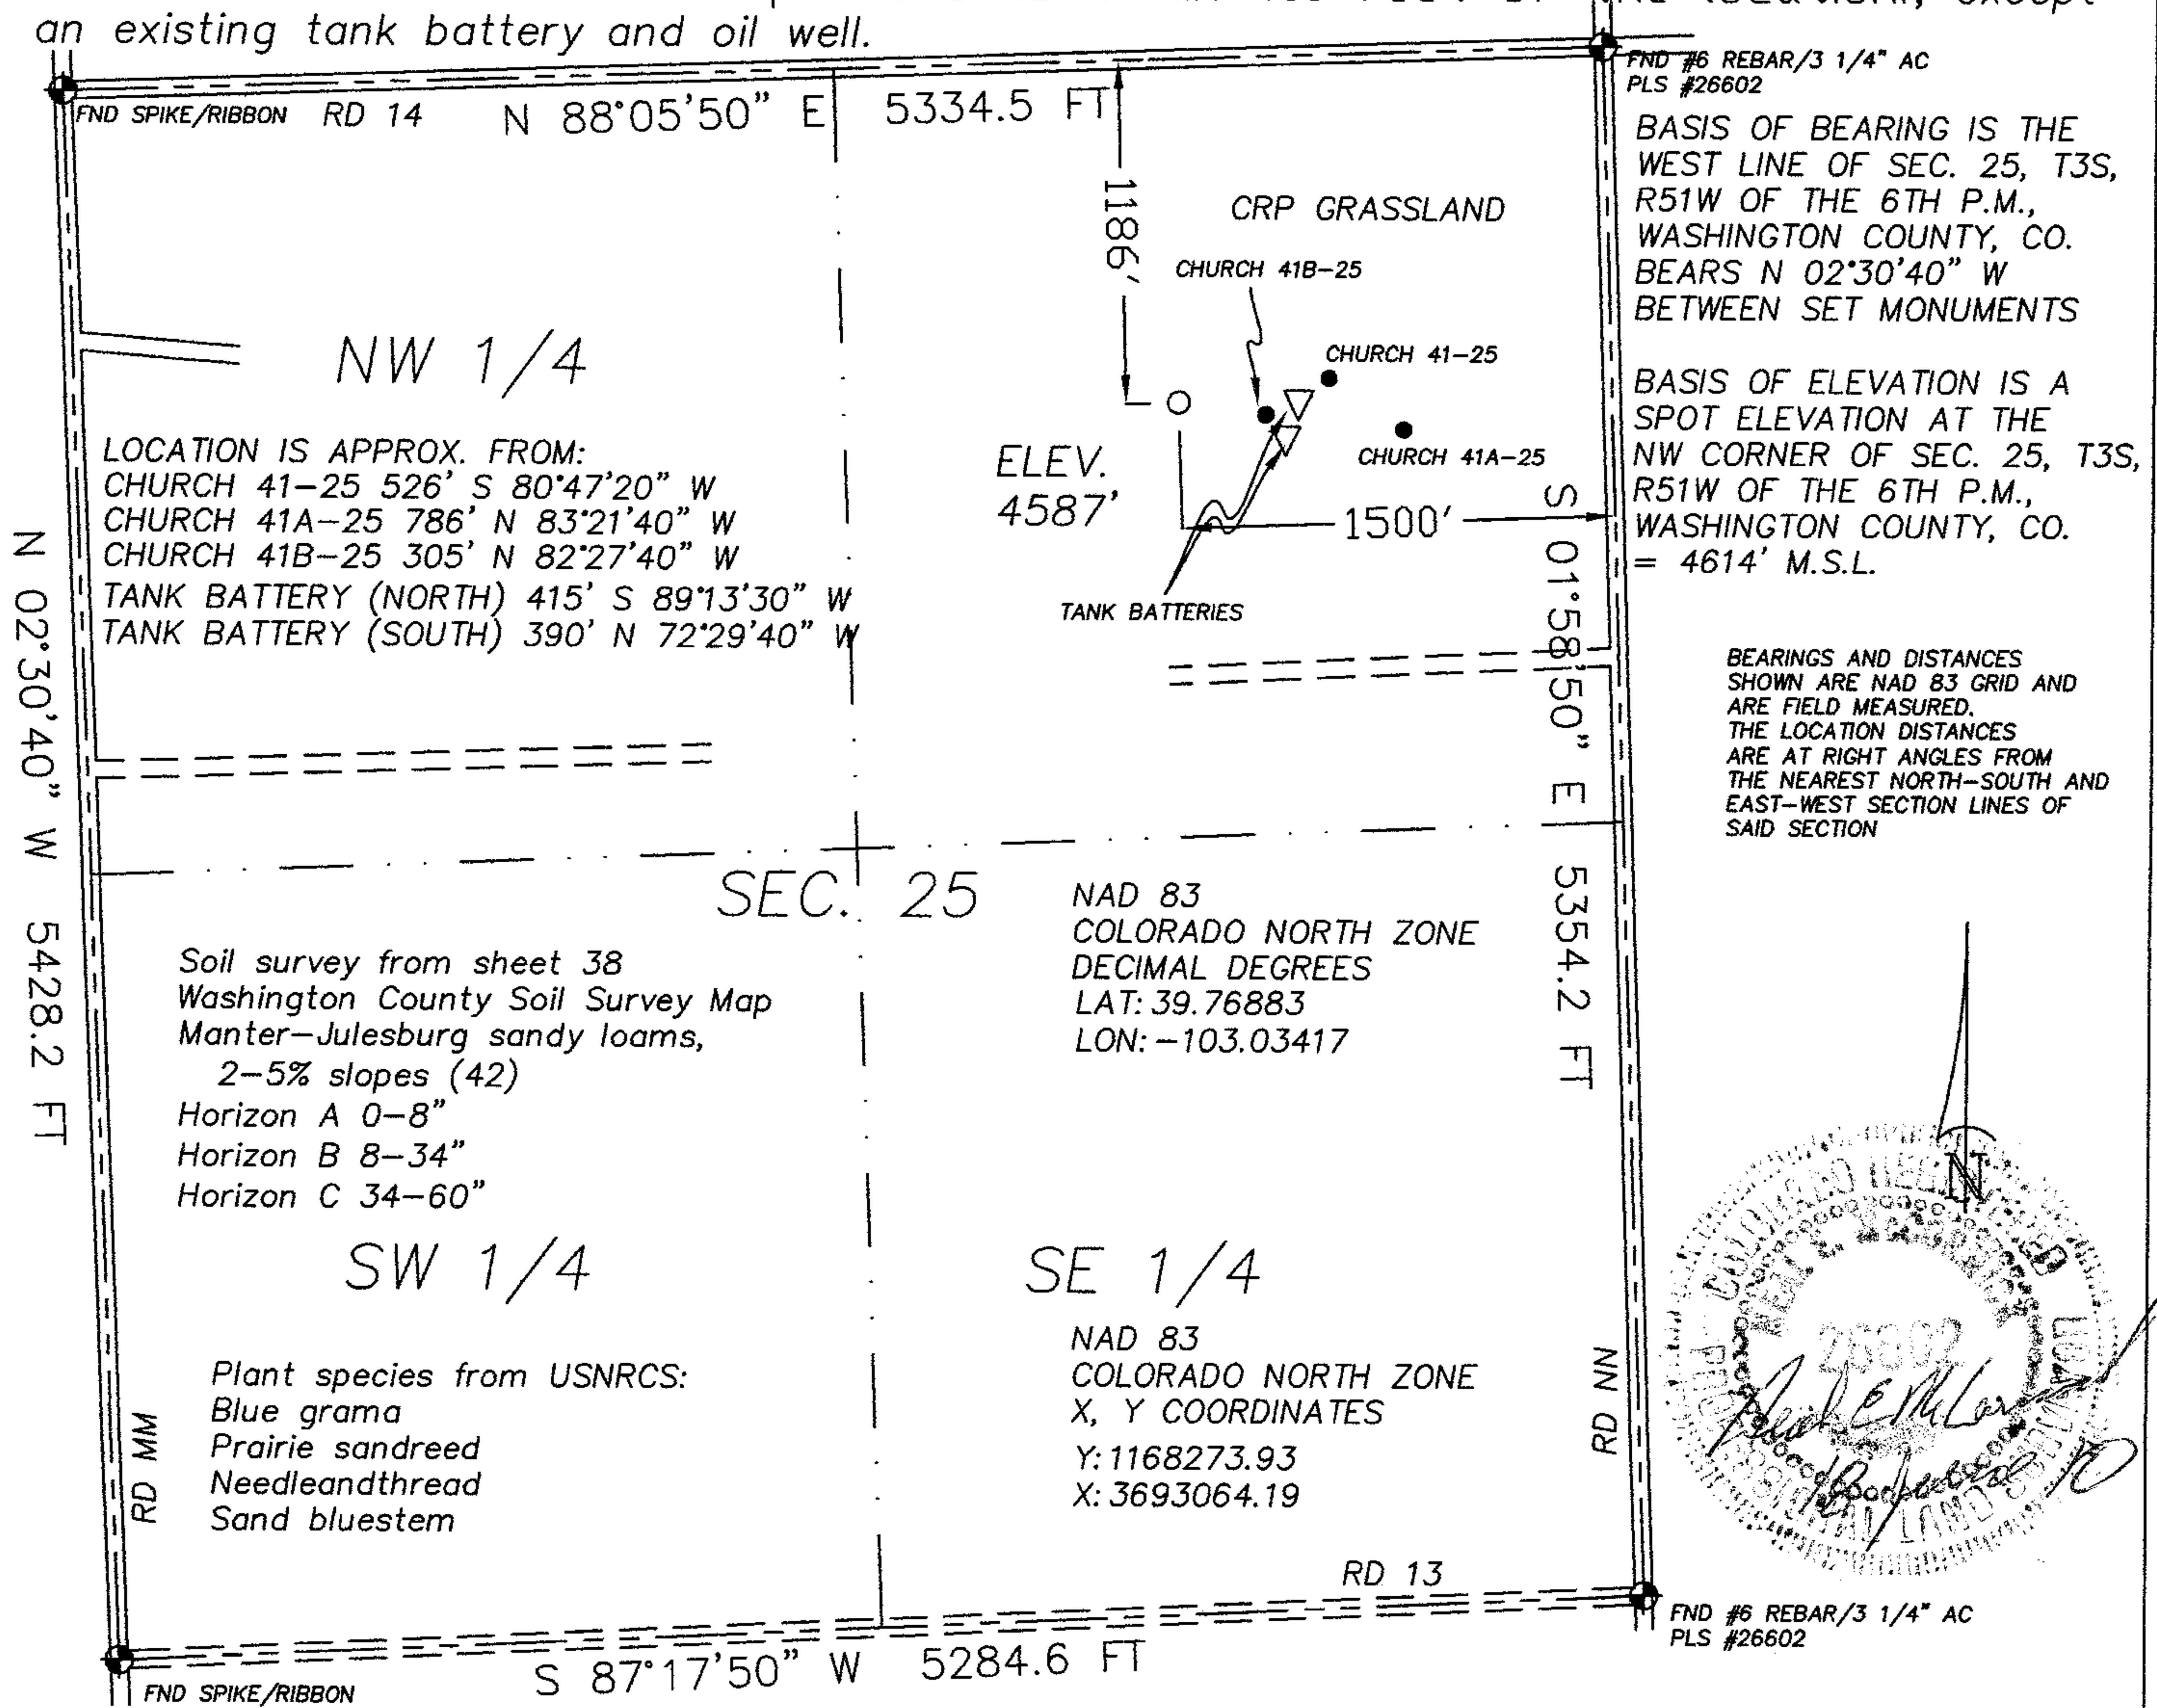 an existing tank battery and oil well.
FND SPIKE/RIBBON RD 14 N 88°05'50" E 5334.5 FT
FND #6 REBAR/3 1/4" AC
PLS #26602
BASIS OF BEARING IS THE
WEST LINE OF SEC. 25, T3S,
R51W OF THE 6TH P.M.,
WASHINGTON COUNTY, CO.
BEARS N 02°30'40" W
BETWEEN SET MONUMENTS
BASIS OF ELEVATION IS A
SPOT ELEVATION AT THE
NW CORNER OF SEC. 25, T3S,
R51W OF THE 6TH P.M.,
WASHINGTON COUNTY, CO.
= 4614' M.S.L.
1186'
CRP GRASSLAND
CHURCH 41B-25
CHURCH 41-25
CHURCH 41A-25
NW 1/4
ELEV.
4587'
1500'
TANK BATTERIES
LOCATION IS APPROX. FROM:
CHURCH 41-25 526' S 80°47'20" W
CHURCH 41A-25 786' N 83°21'40" W
CHURCH 41B-25 305' N 82°27'40" W
TANK BATTERY (NORTH) 415' S 89°13'30" W
TANK BATTERY (SOUTH) 390' N 72°29'40" W
N 02°30'40" W 5428.2 FT
S 01°58'50" E 5354.2 FT
BEARINGS AND DISTANCES
SHOWN ARE NAD 83 GRID AND
ARE FIELD MEASURED.
THE LOCATION DISTANCES
ARE AT RIGHT ANGLES FROM
THE NEAREST NORTH-SOUTH AND
EAST-WEST SECTION LINES OF
SAID SECTION
SEC. 25
NAD 83
COLORADO NORTH ZONE
DECIMAL DEGREES
LAT: 39.76883
LON: -103.03417
Soil survey from sheet 38
Washington County Soil Survey Map
Manter-Julesburg sandy loams,
2-5% slopes (42)
Horizon A 0-8"
Horizon B 8-34"
Horizon C 34-60"
SW 1/4
SE 1/4
NAD 83
COLORADO NORTH ZONE
X, Y COORDINATES
Y: 1168273.93
X: 3693064.19
Plant species from USNRCS:
Blue grama
Prairie sandreed
Needleandthread
Sand bluestem
RD MM
RD NN
RD 13
N
COLORADO
LAND
FND #6 REBAR/3 1/4" AC
PLS #26602
S 87°17'50" W 5284.6 FT
FND SPIKE/RIBBON